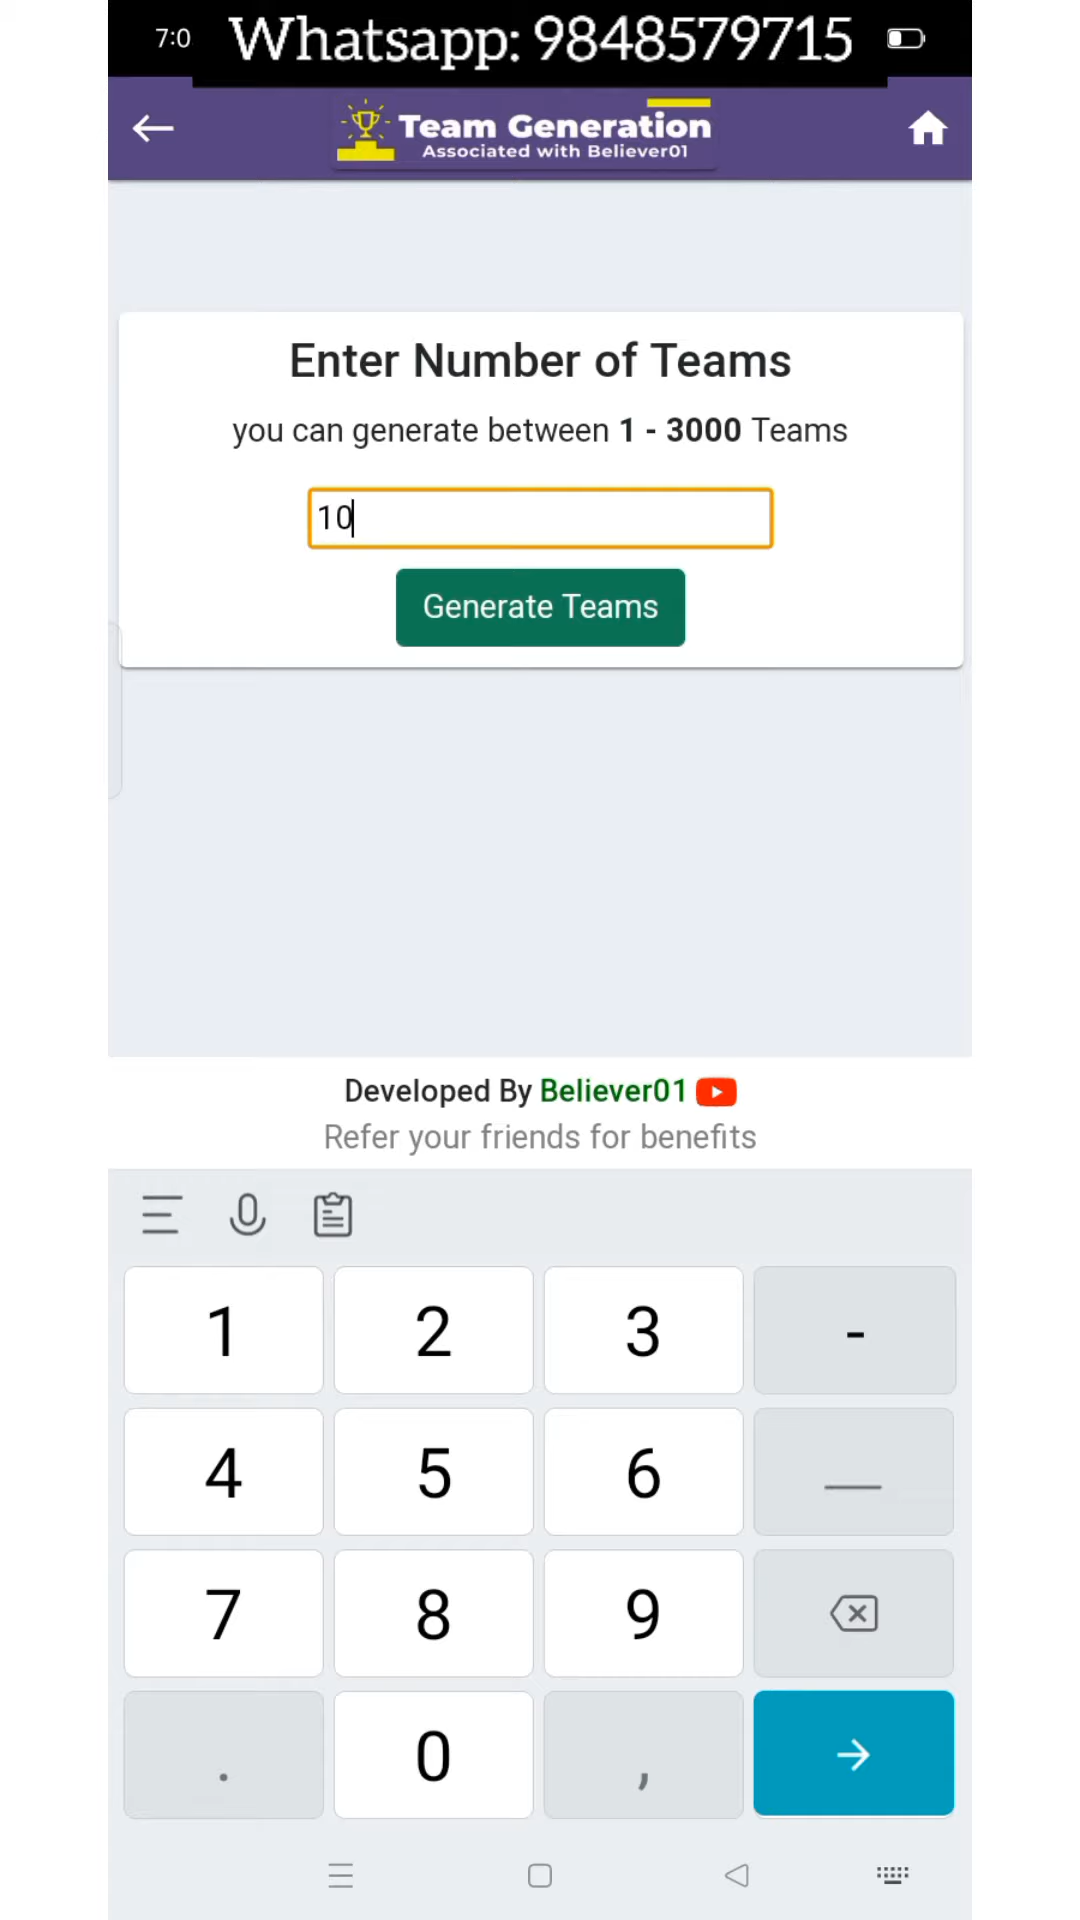 7:0
Whatsapp: 9848579715
Team Generation
Associated with Believer01
Enter Number of Teams
you can generate between 1 - 3000 Teams
10
Generate Teams
Developed By Believer01
Refer your friends for benefits
1 2 3 -
4 5 6
7 8 9
. 0 ,